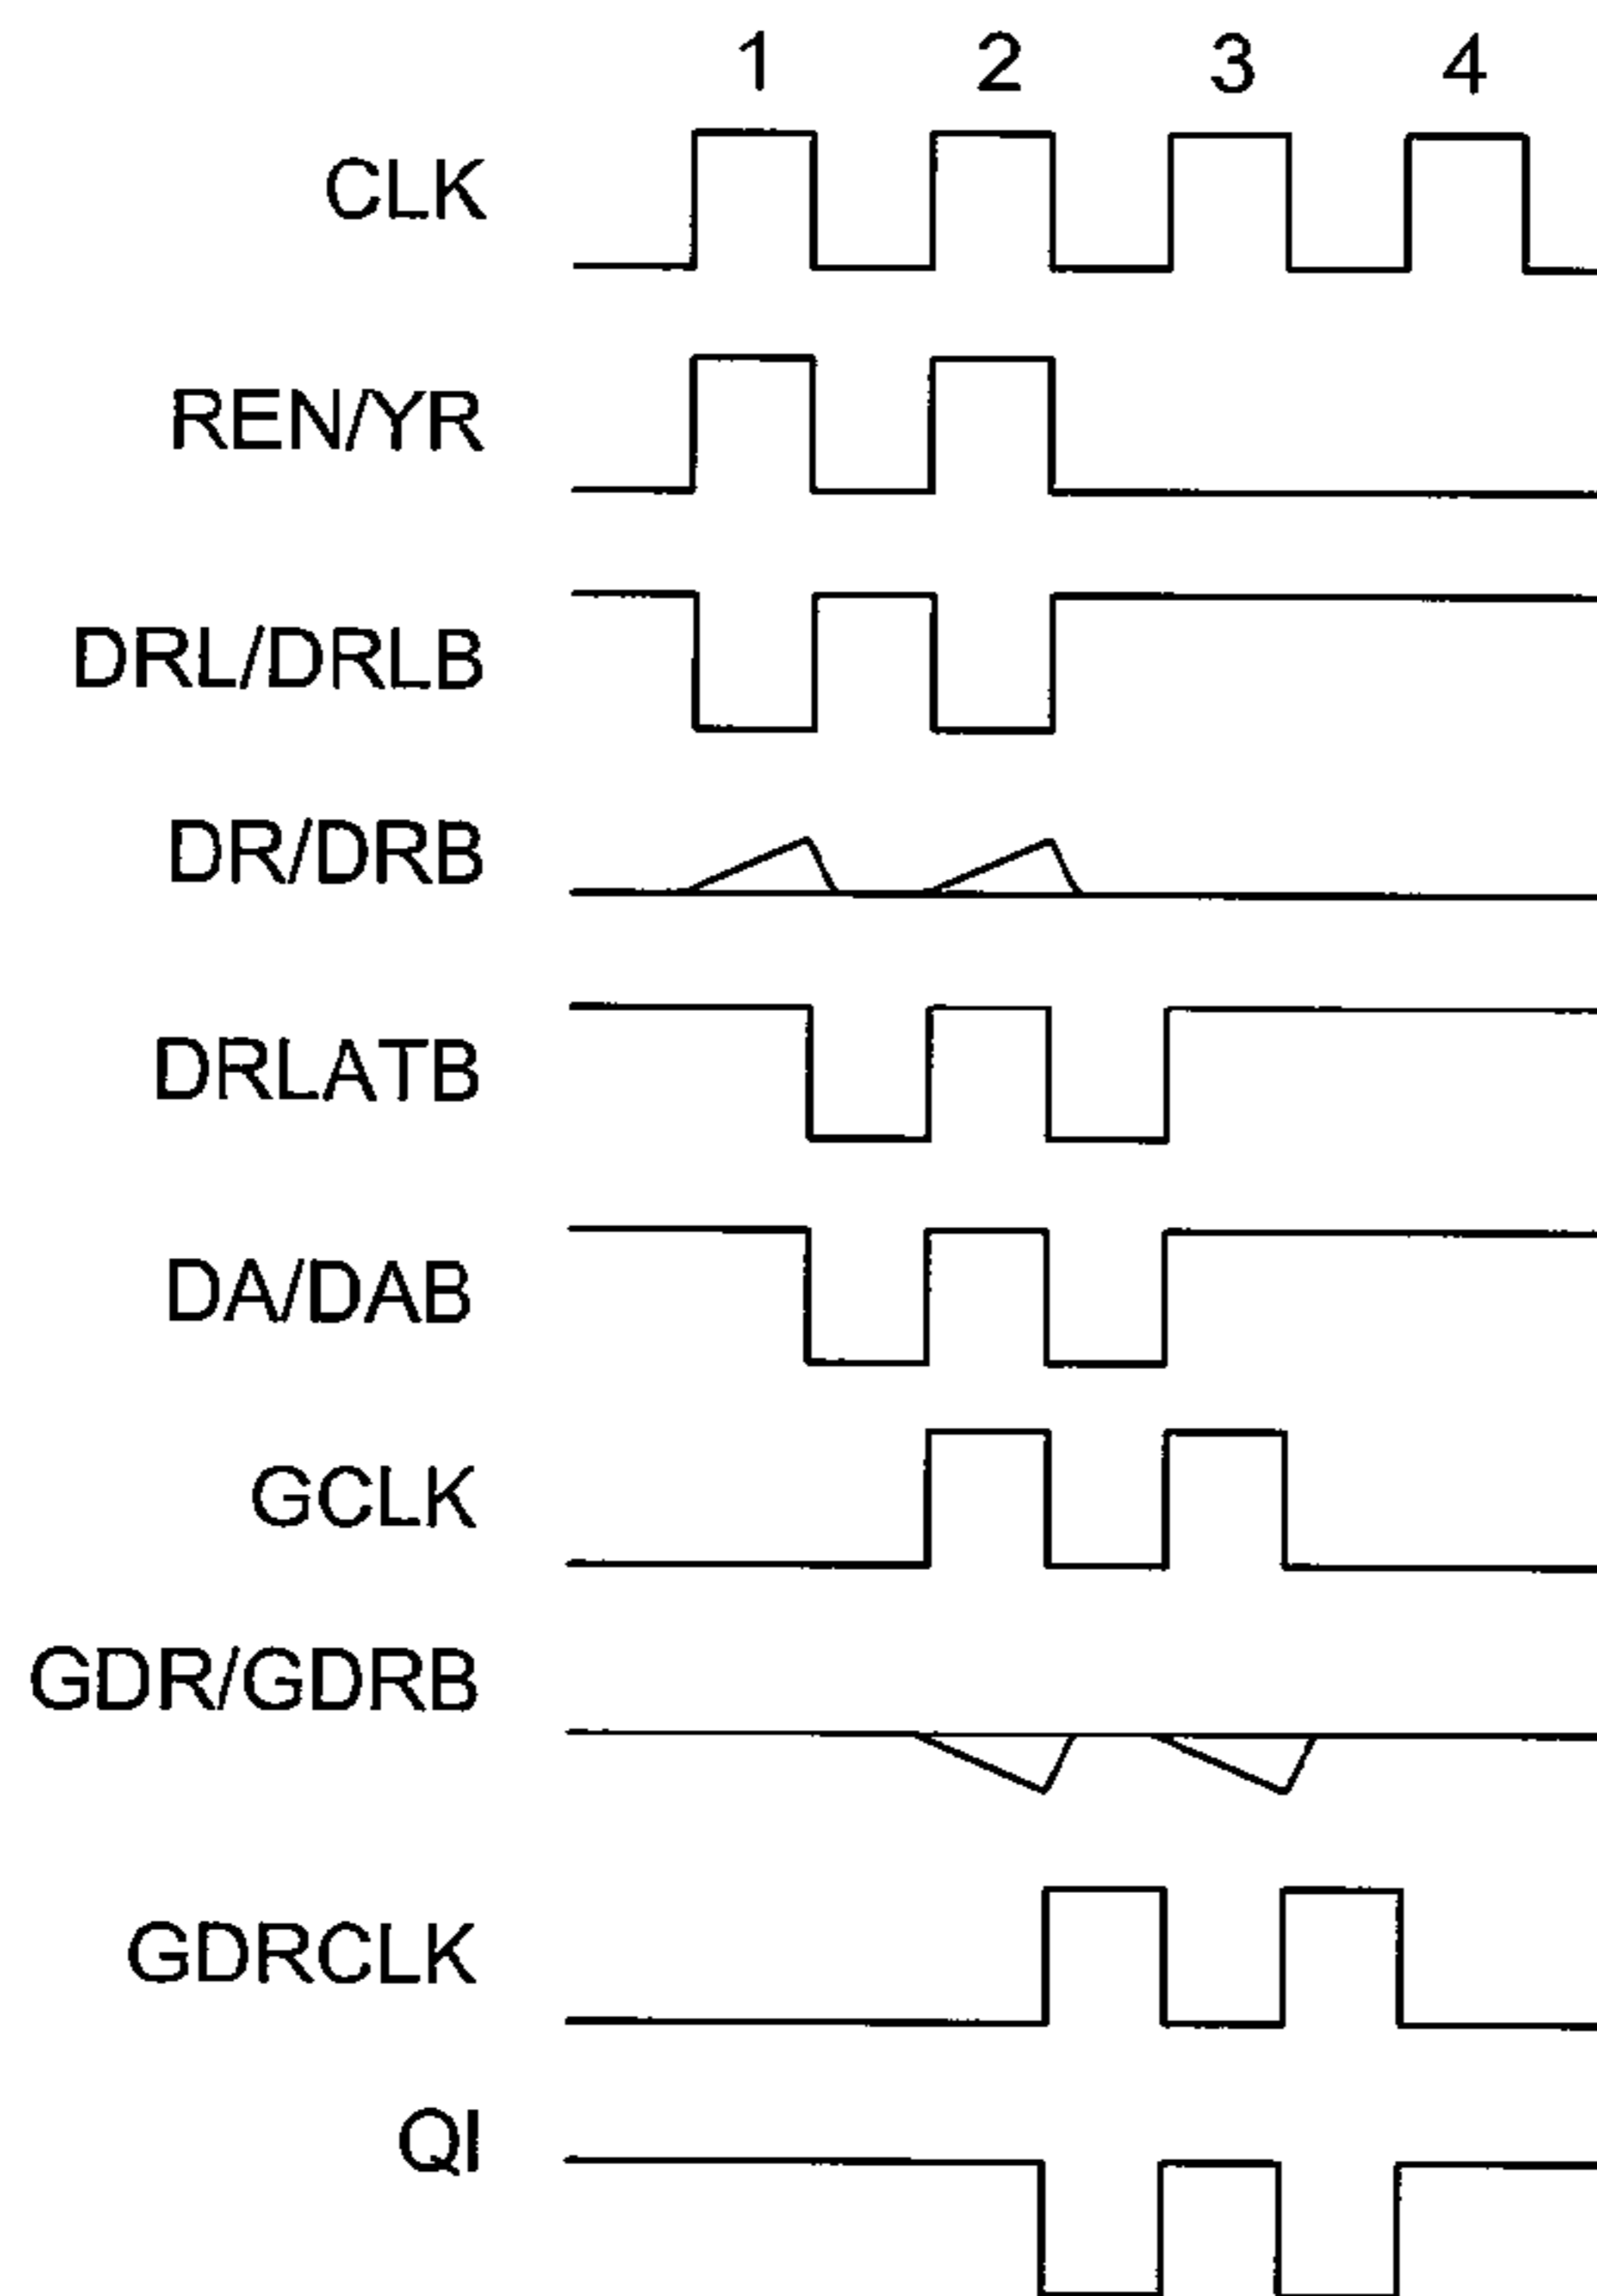 1 2 3 4
CLK
REN/YR
DRL/DRLB
DR/DRB
DRLATB
DA/DAB
GCLK
GDR/GDRB
GDRCLK
QI